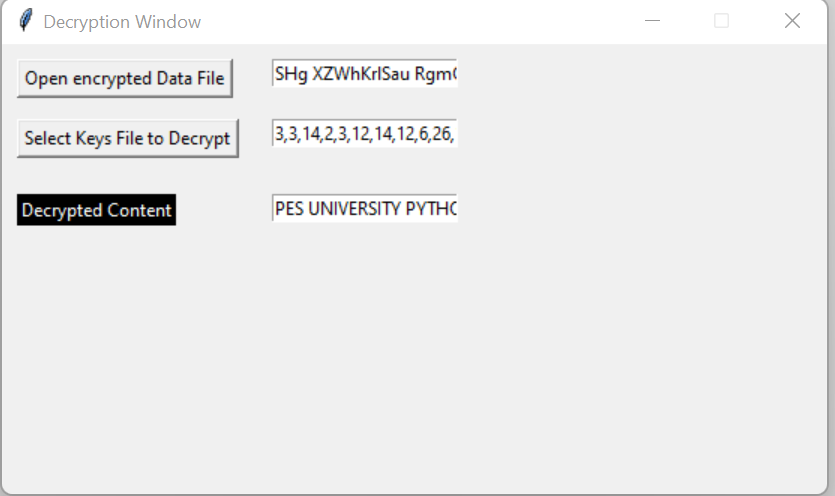 Decryption Window
Open encrypted Data File
SHg XZWhKrlSau Rgm
Select Keys File to Decrypt
3,3,14,2,3,12,14,12,6,26,
Decrypted Content
PES UNIVERSITY PYTHO